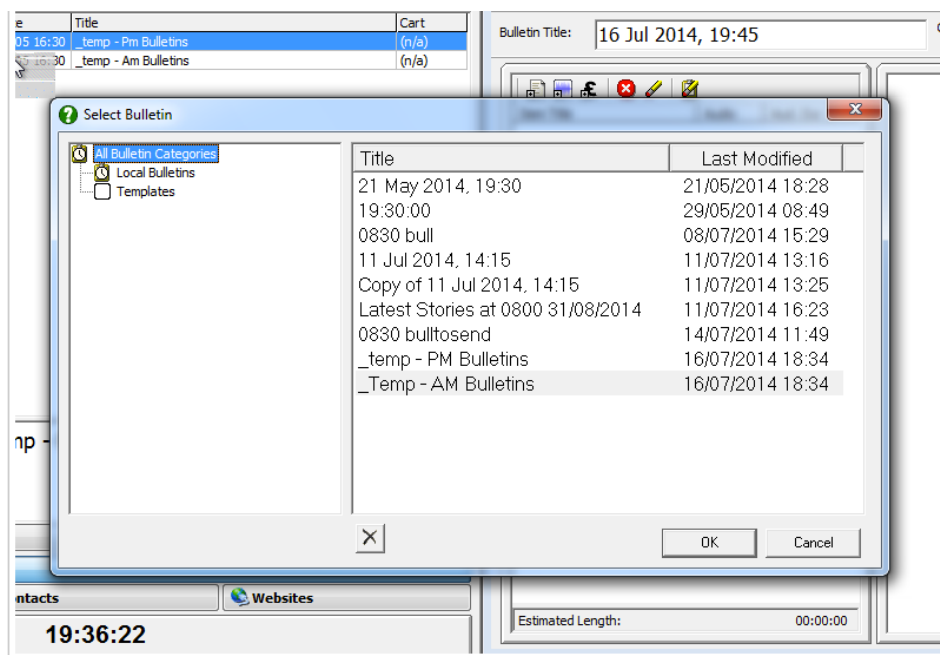 Title Cart
05 16:30 _temp - Pm Bulletins (n/a)
16:30 _temp - Am Bulletins (n/a)
Bulletin Title: 16 Jul 2014, 19:45
Select Bulletin
All Bulletin Categories
Local Bulletins
Templates
Title Last Modified
21 May 2014, 19:30 21/05/2014 18:28
19:30:00 29/05/2014 08:49
0830 bull 08/07/2014 15:29
11 Jul 2014, 14:15 11/07/2014 13:16
Copy of 11 Jul 2014, 14:15 11/07/2014 13:25
Latest Stories at 0800 31/08/2014 11/07/2014 16:23
0830 bulltosend 14/07/2014 11:49
_temp - PM Bulletins 16/07/2014 18:34
_Temp - AM Bulletins 16/07/2014 18:34
OK Cancel
ntacts Websites
19:36:22
Estimated Length: 00:00:00